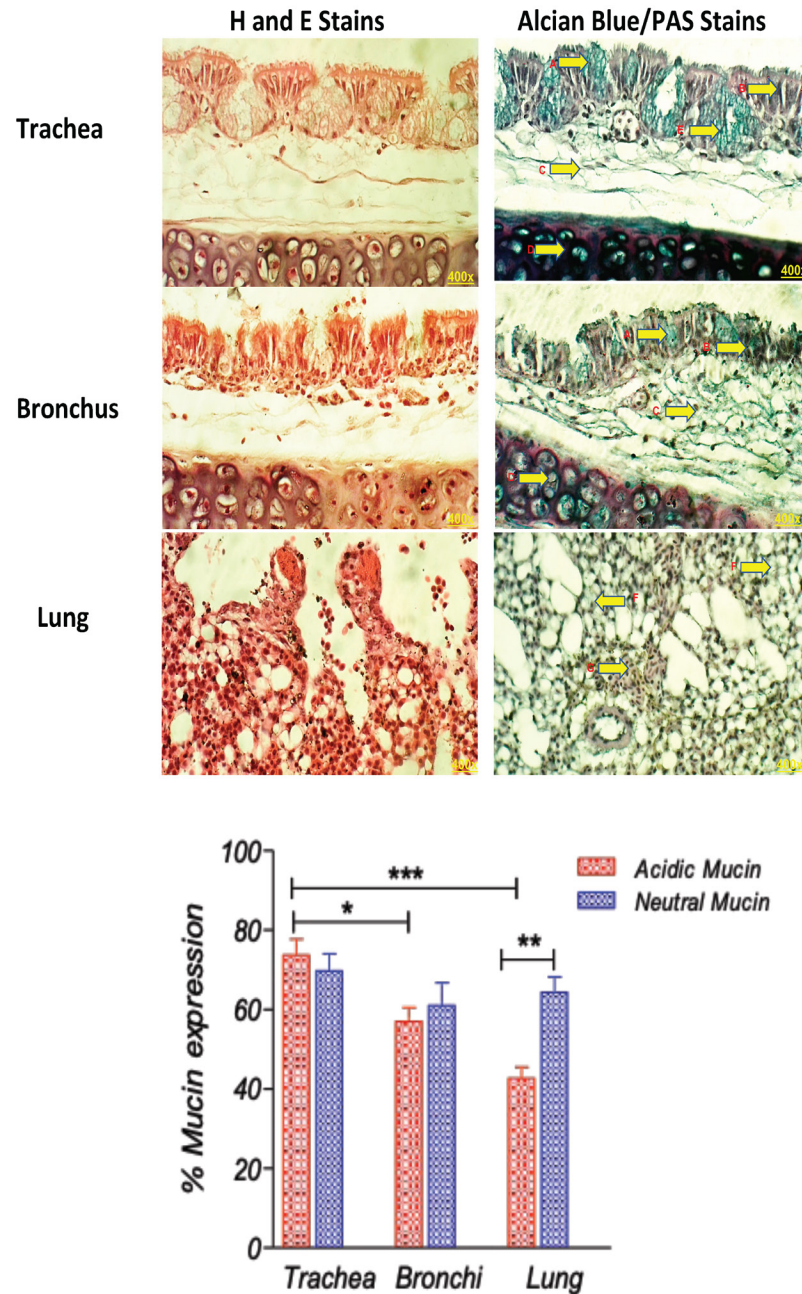 H and E Stains
Alcian Blue/PAS Stains
Trachea
A
B
E
C
D
400x
400x
Bronchus
A
B
C
D
400x
400x
Lung
F
F
400x
400x
100
80
60
40
20
0
% Mucin expression
***
*
**
Acidic Mucin
Neutral Mucin
Trachea
Bronchi
Lung